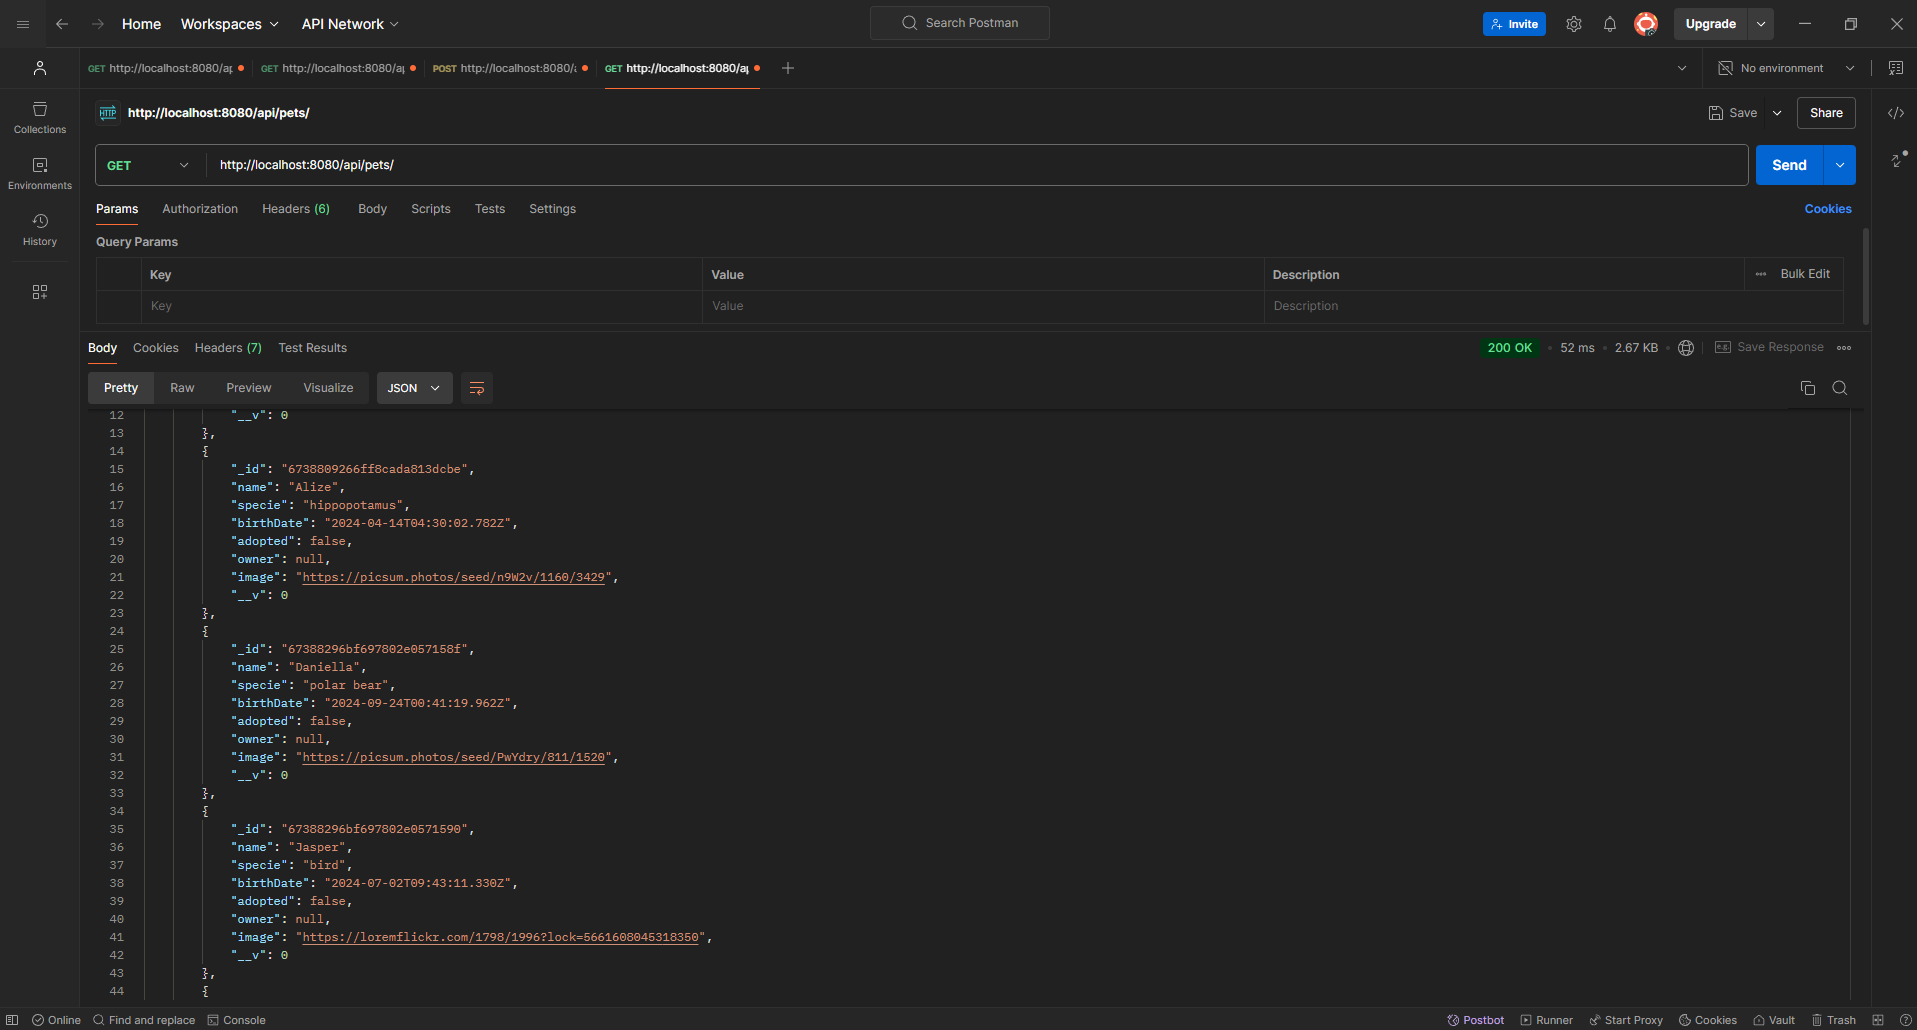 Home Workspaces API Network Search Postman Invite Upgrade
GET http://localhost:8080/ap GET http://localhost:8080/ap POST http://localhost:8080/a GET http://localhost:8080/ap No environment
HTTP http://localhost:8080/api/pets/ Save Share
Collections
GET http://localhost:8080/api/pets/ Send
Environments
Params Authorization Headers (6) Body Scripts Tests Settings Cookies
History
Query Params
Key Value Description Bulk Edit
Key Value Description
Body Cookies Headers (7) Test Results 200 OK 52 ms 2.67 KB e.g. Save Response
Pretty Raw Preview Visualize JSON
12 "__v": 0
13 },
14 {
15 "_id": "6738809266ff8cada813dcbe",
16 "name": "Alize",
17 "specie": "hippopotamus",
18 "birthDate": "2024-04-14T04:30:02.782Z",
19 "adopted": false,
20 "owner": null,
21 "image": "https://picsum.photos/seed/n9W2v/1160/3429",
22 "__v": 0
23 },
24 {
25 "_id": "67388296bf697802e057158f",
26 "name": "Daniella",
27 "specie": "polar bear",
28 "birthDate": "2024-09-24T00:41:19.962Z",
29 "adopted": false,
30 "owner": null,
31 "image": "https://picsum.photos/seed/PwYdry/811/1520",
32 "__v": 0
33 },
34 {
35 "_id": "67388296bf697802e0571590",
36 "name": "Jasper",
37 "specie": "bird",
38 "birthDate": "2024-07-02T09:43:11.330Z",
39 "adopted": false,
40 "owner": null,
41 "image": "https://loremflickr.com/1798/1996?lock=5661608045318350",
42 "__v": 0
43 },
44 {
Online Find and replace Console Postbot Runner Start Proxy Cookies Vault Trash